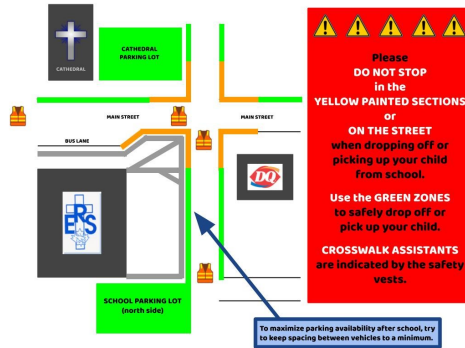 CATHEDRAL
CATHEDRAL
PARKING LOT
MAIN STREET
MAIN STREET
BUS LANE
DQ
ERS
SCHOOL PARKING LOT
(north side)
Please
DO NOT STOP
in the
YELLOW PAINTED SECTIONS
or
ON THE STREET
when dropping off or
picking up your child
from school.
Use the GREEN ZONES
to safely drop off or
pick up your child.
CROSSWALK ASSISTANTS
are indicated by the safety
vests.
To maximize parking availability after school, try
to keep spacing between vehicles to a minimum.